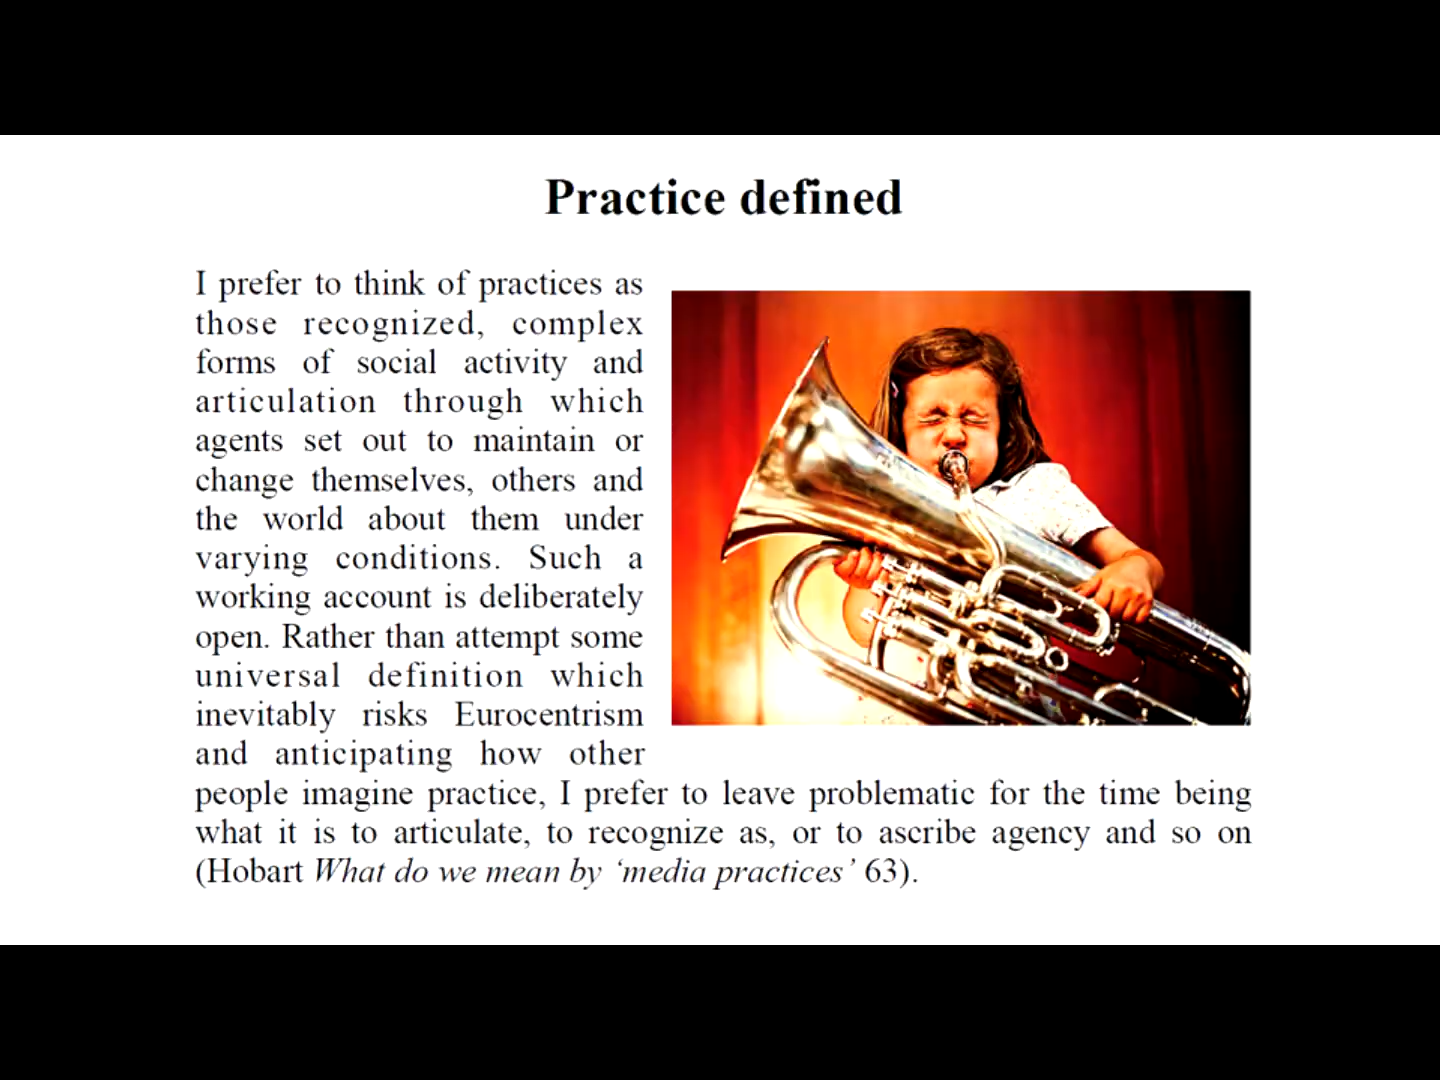 Practice defined
I prefer to think of practices as
those recognized, complex
forms of social activity and
articulation through which
agents set out to maintain or
change themselves, others and
the world about them under
varying conditions. Such a
working account is deliberately
open. Rather than attempt some
universal definition which
inevitably risks Eurocentrism
and anticipating how other
people imagine practice, I prefer to leave problematic for the time being
what it is to articulate, to recognize as, or to ascribe agency and so on
(Hobart What do we mean by ‘media practices’ 63).